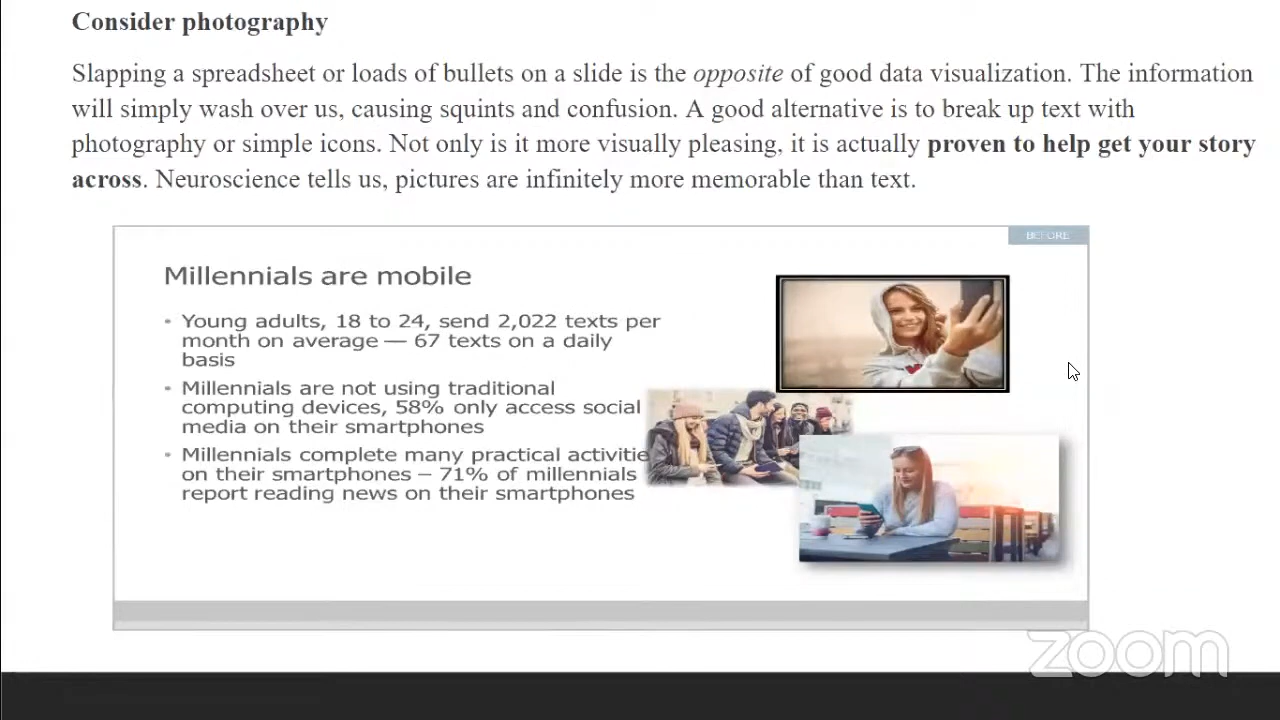 Consider photography
Slapping a spreadsheet or loads of bullets on a slide is the opposite of good data visualization. The information
will simply wash over us, causing squints and confusion. A good alternative is to break up text with
photography or simple icons. Not only is it more visually pleasing, it is actually proven to help get your story
across. Neuroscience tells us, pictures are infinitely more memorable than text.
BEFORE
Millennials are mobile
• Young adults, 18 to 24, send 2,022 texts per
month on average — 67 texts on a daily
basis
• Millennials are not using traditional
computing devices, 58% only access social
media on their smartphones
• Millennials complete many practical activitie
on their smartphones – 71% of millennials
report reading news on their smartphones
zoom